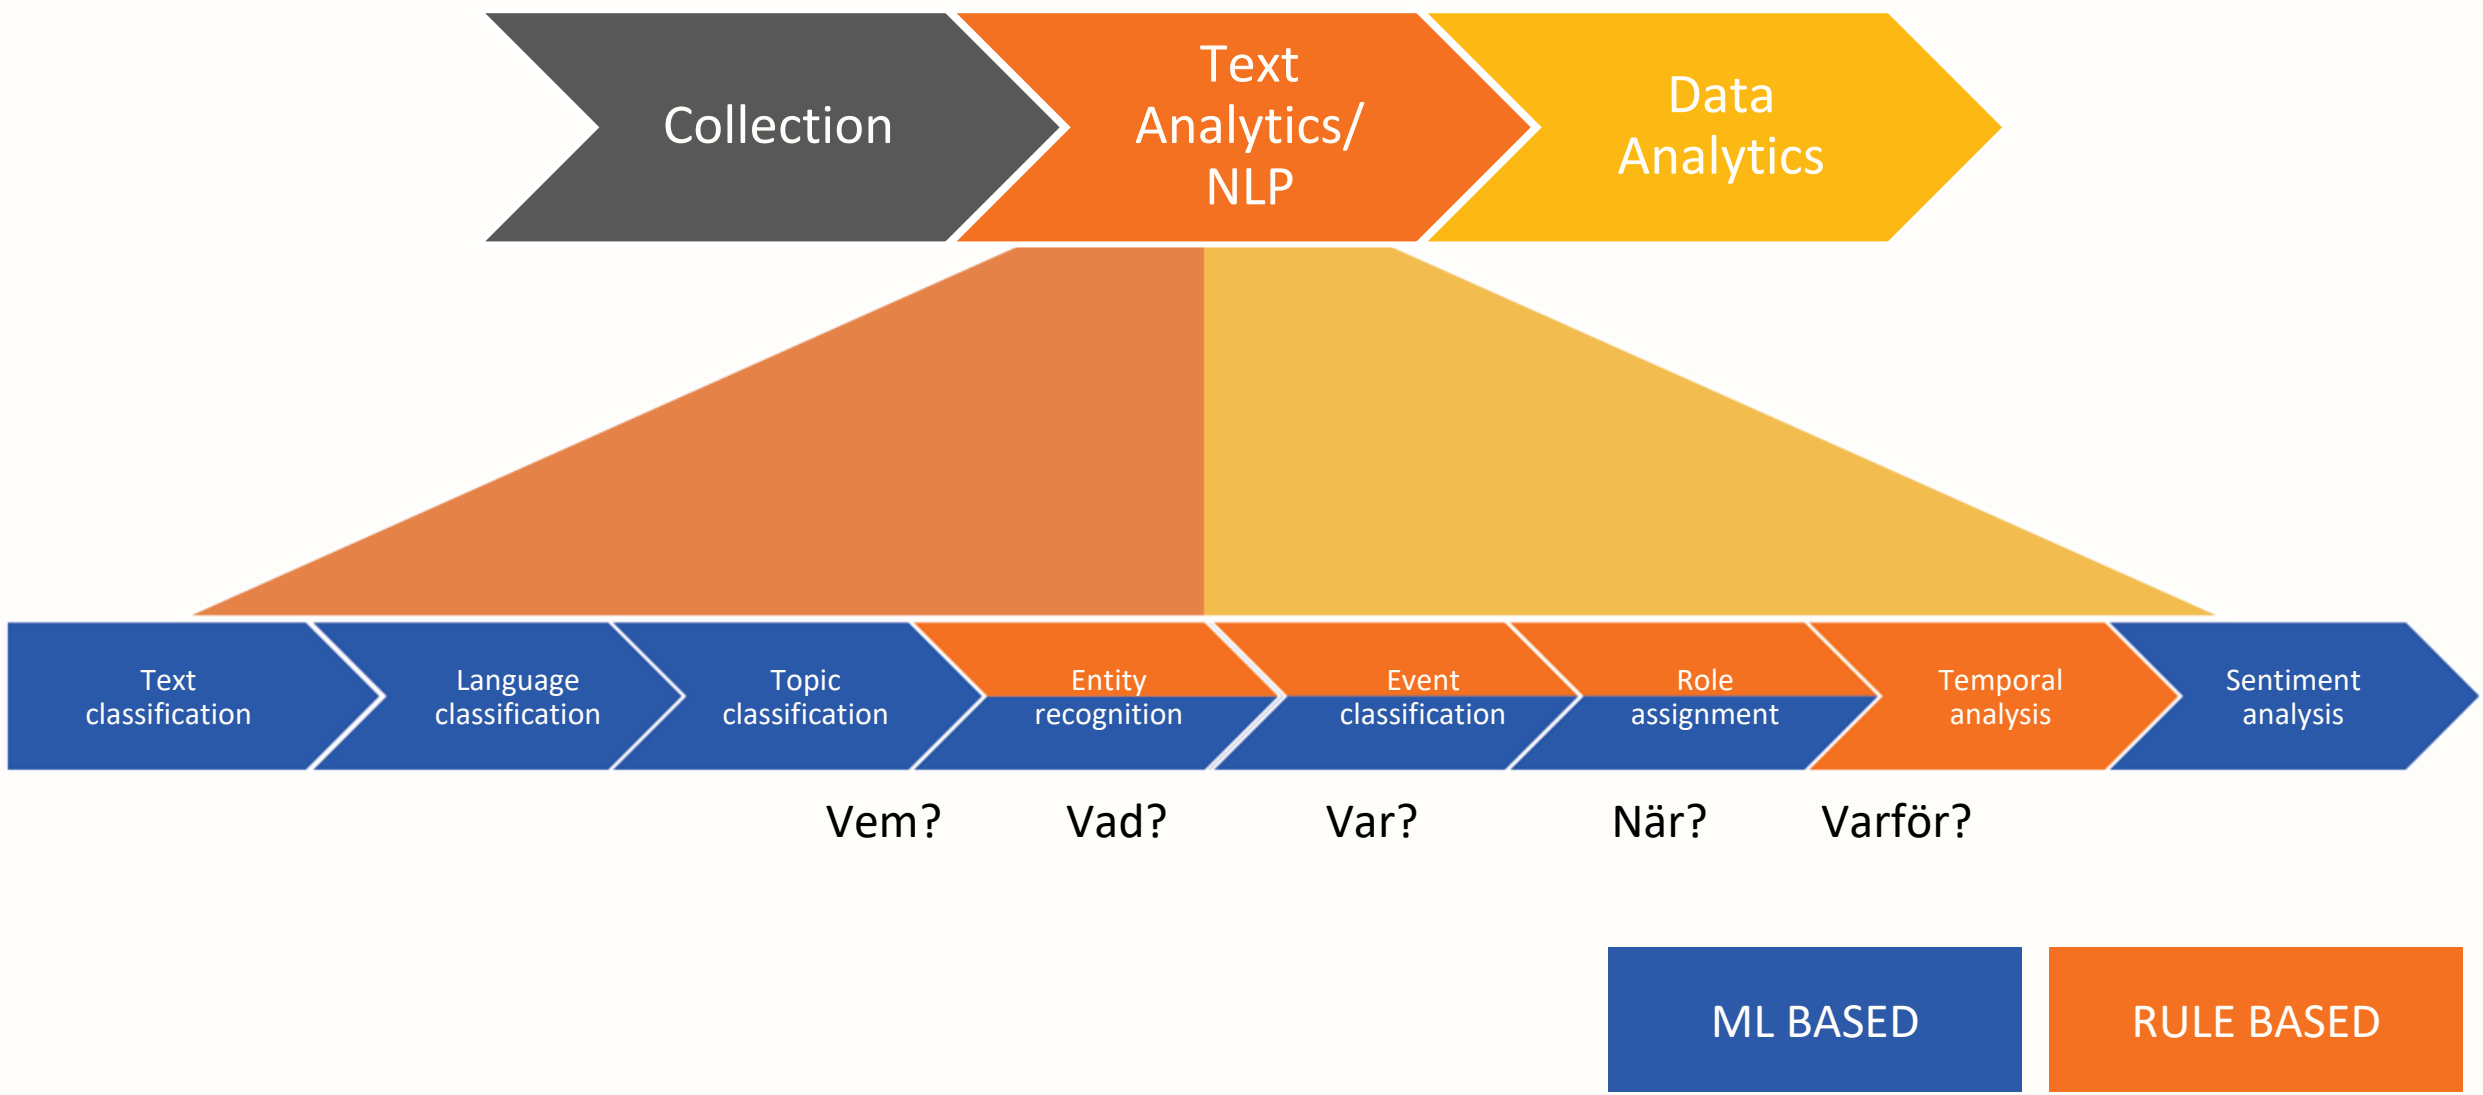 Collection
Text
Analytics/
NLP
Data
Analytics
Text
classification
Language
classification
Topic
classification
Entity
recognition
Event
classification
Role
assignment
Temporal
analysis
Sentiment
analysis
Vem?
Vad?
Var?
När?
Varför?
ML BASED
RULE BASED